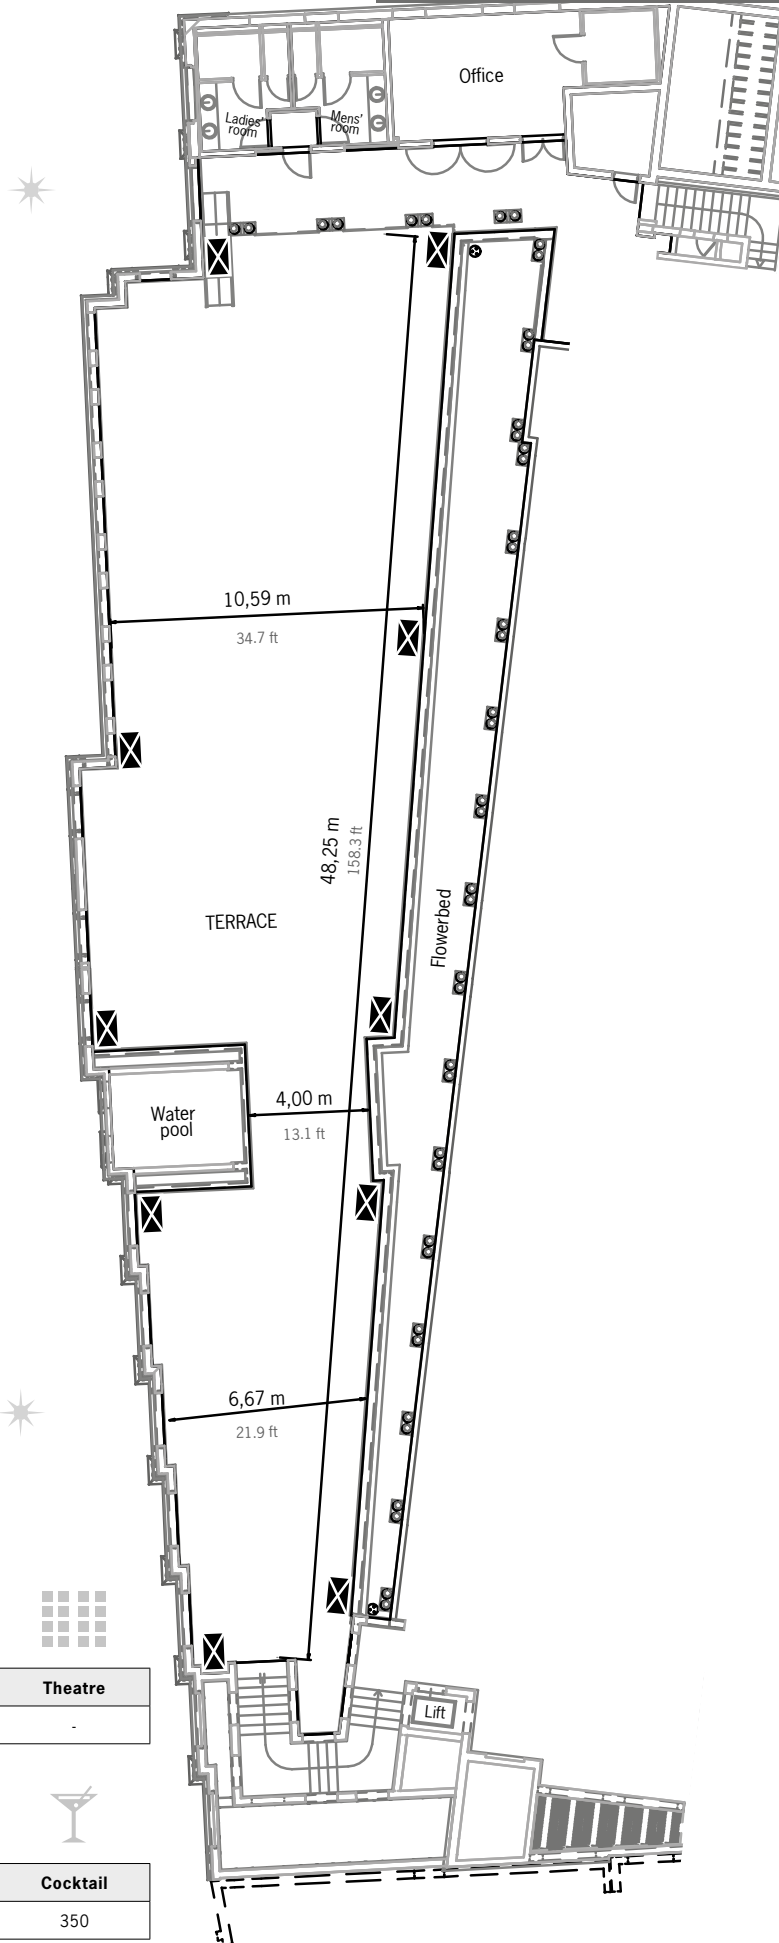 Office
Ladies'
room
Mens'
room
10,59 m
34.7 ft
48,25 m
158.3 ft
TERRACE
Flowerbed
Water
pool
4,00 m
13.1 ft
6,67 m
21.9 ft
Theatre
-
Lift
Cocktail
350